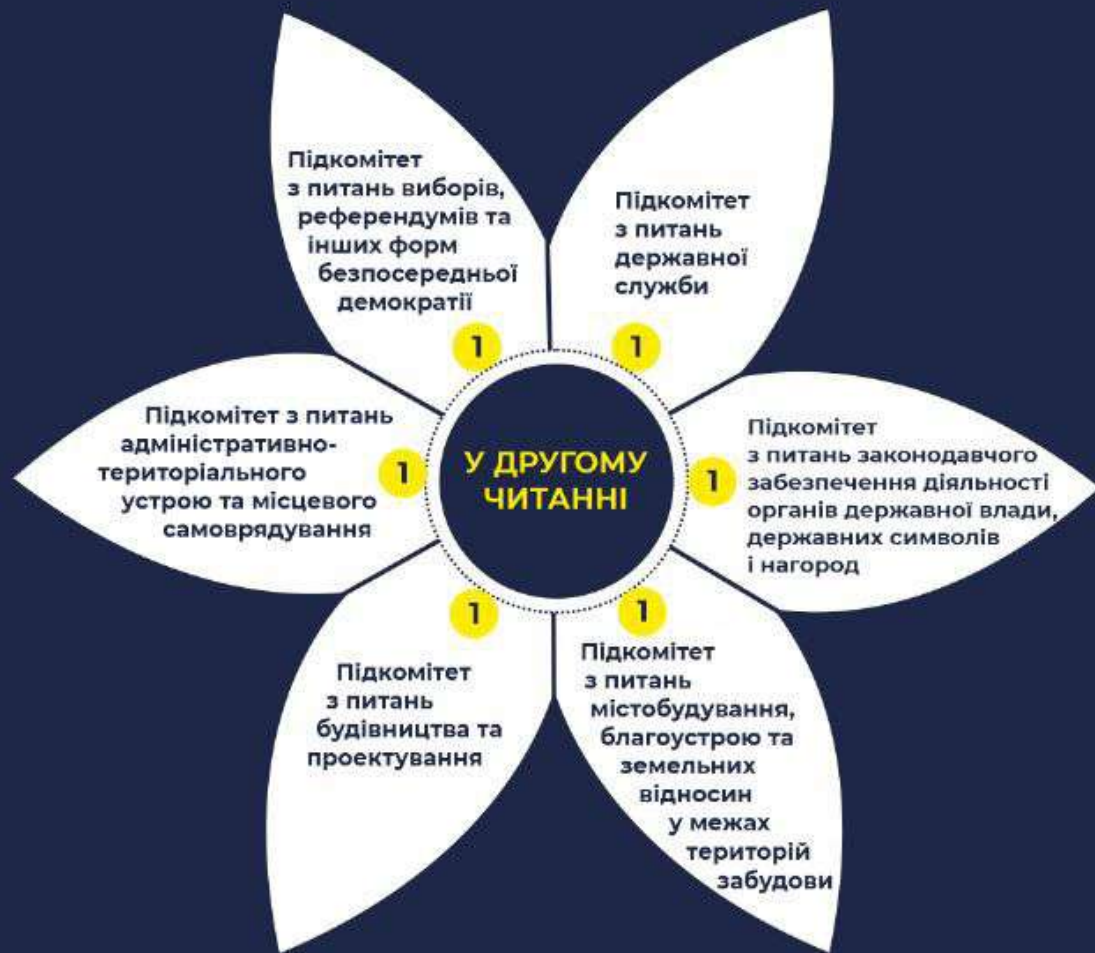 Підкомітет
з питань виборів,
референдумів та
інших форм
безпосередньої
демократії
1
Підкомітет
з питань
державної
служби
1
Підкомітет з питань
адміністративно-
територіального
устрою та місцевого
самоврядування
1
У ДРУГОМУ
ЧИТАННІ
1
Підкомітет
з питань законодавчого
забезпечення діяльності
органів державної влади,
державних символів
і нагород
1
Підкомітет
з питань
будівництва та
проектування
1
Підкомітет
з питань
містобудування,
благоустрою та
земельних
відносин
у межах
територій
забудови